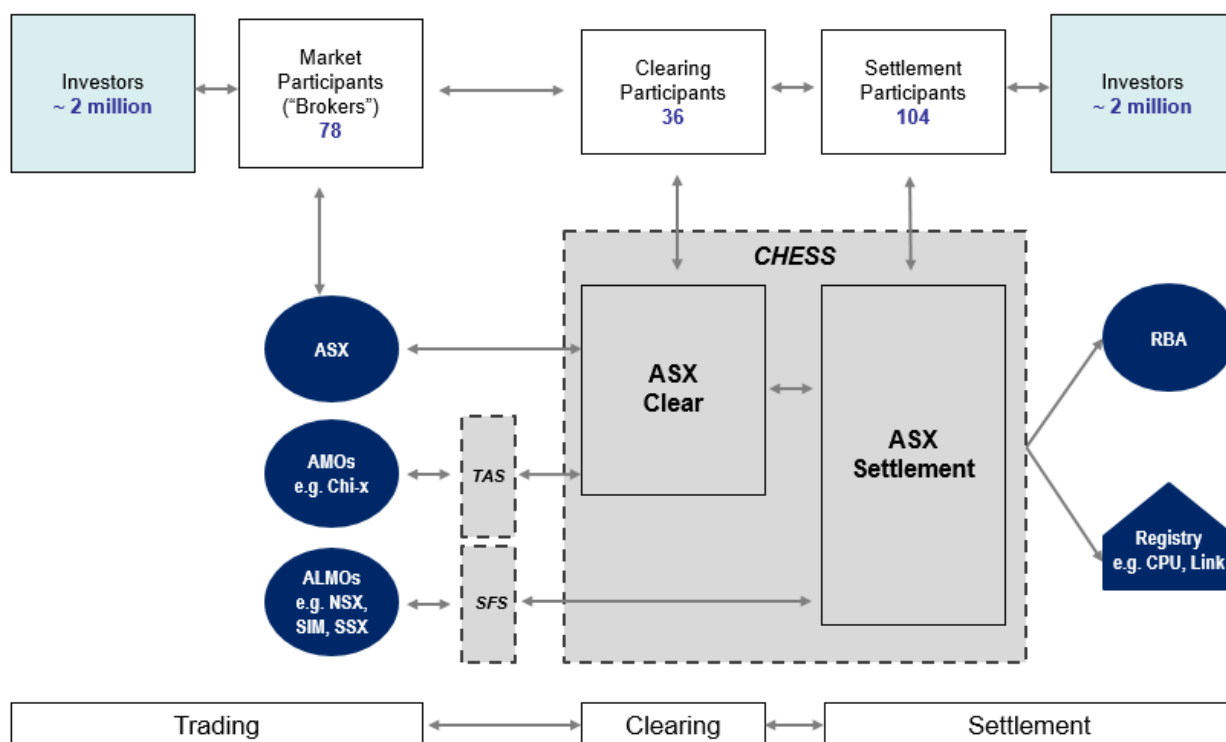 Investors
~ 2 million
Market
Participants
("Brokers")
78
Clearing
Participants
36
Settlement
Participants
104
Investors
~ 2 million
CHESS
ASX
ASX
Clear
ASX
Settlement
RBA
AMOs
e.g. Chi-x
TAS
ALMOs
e.g. NSX,
SIM, SSX
SFS
Registry
e.g. CPU, Link
Trading
Clearing
Settlement